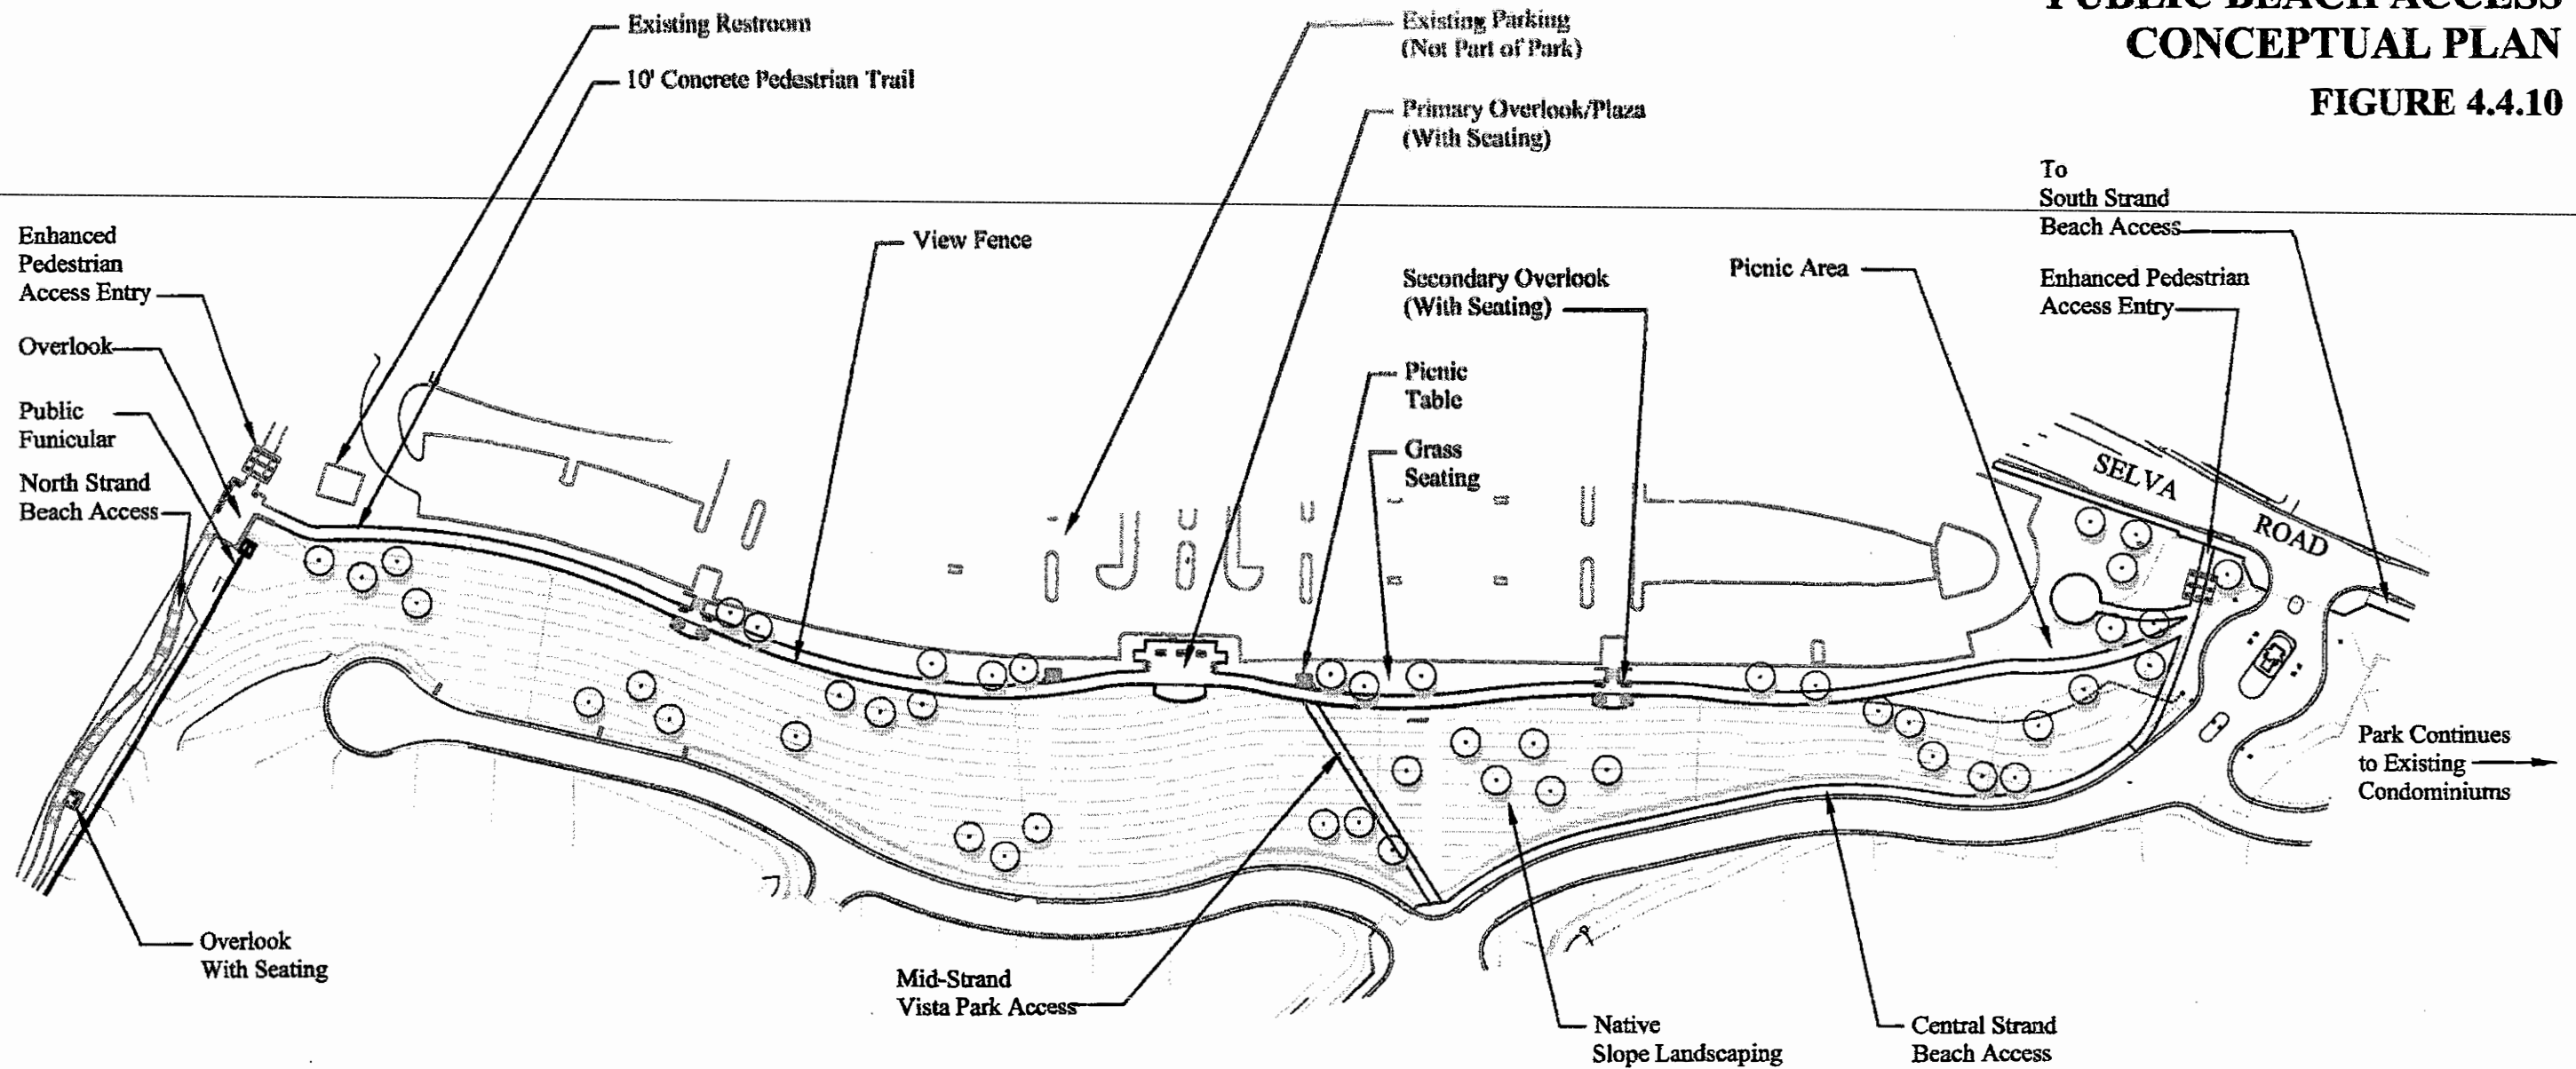 PUBLIC BEACH ACCESS
CONCEPTUAL PLAN
FIGURE 4.4.10
Existing Restroom
10' Concrete Pedestrian Trail
Existing Parking
(Not Part of Park)
Primary Overlook/Plaza
(With Seating)
To
South Strand
Beach Access
Enhanced
Pedestrian
Access Entry
View Fence
Secondary Overlook
(With Seating)
Picnic Area
Enhanced Pedestrian
Access Entry
Overlook
Public
Funicular
North Strand
Beach Access
Picnic
Table
Grass
Seating
SELVA
ROAD
Park Continues
to Existing
Condominiums
Overlook
With Seating
Mid-Strand
Vista Park Access
Native
Slope Landscaping
Central Strand
Beach Access